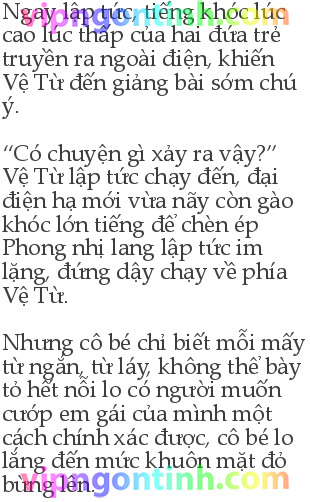 Ngay lập tức, tiếng khóc lúc
cao lúc thấp của hai đứa trẻ
truyền ra ngoài điện, khiến
Vệ Từ đến giảng bài sớm chú
ý.
“Có chuyện gì xảy ra vậy?”
Vệ Từ lập tức chạy đến, đại
điện hạ mới vừa nãy còn gào
khóc lớn tiếng để chèn ép
Phong nhị lang lập tức im
lặng, đứng dậy chạy về phía
Vệ Từ.
Nhưng cô bé chỉ biết mỗi mấy
từ ngắn, từ láy, không thể bày
tỏ hết nỗi lo có người muốn
cướp em gái của mình một
cách chính xác được, cô bé lo
lắng đến mức khuôn mặt đỏ
bừng lên.
vipngontinh.com
vipngontinh.com